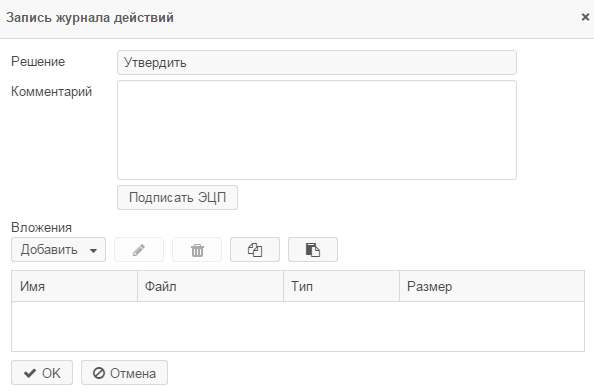 Запись журнала действий
Решение Утвердить
Комментарий
Подписать ЭЦП
Вложения
Добавить
Имя Файл Тип Размер
OK Отмена